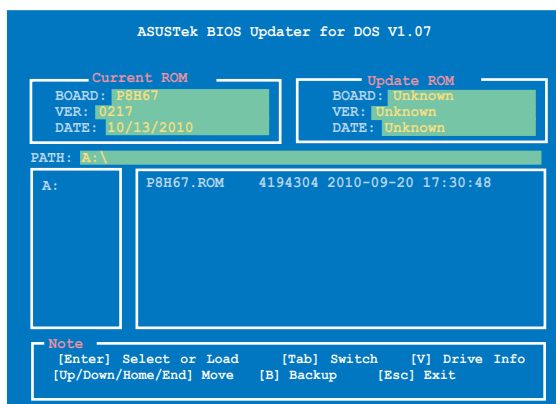 ASUSTek BIOS Updater for DOS V1.07
Current ROM
BOARD: P8H67
VER: 0217
DATE: 10/13/2010
Update ROM
BOARD: Unknown
VER: Unknown
DATE: Unknown
PATH: A:\
A:
P8H67.ROM 4194304 2010-09-20 17:30:48
Note
[Enter] Select or Load [Tab] Switch [V] Drive Info
[Up/Down/Home/End] Move [B] Backup [Esc] Exit